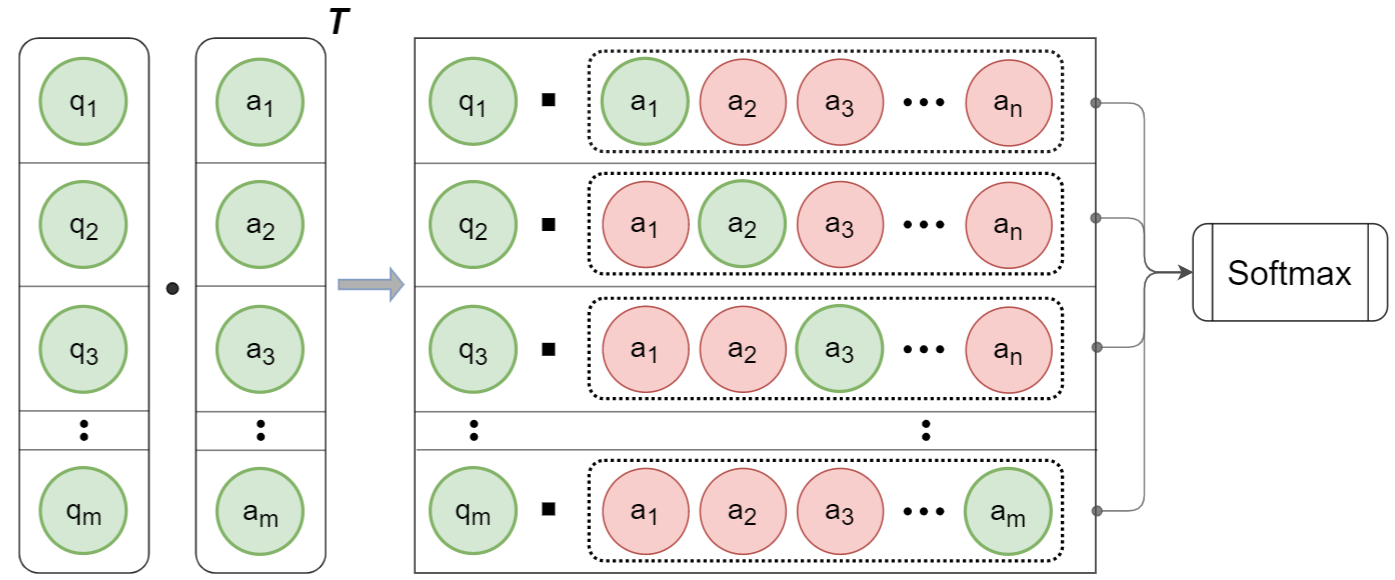 T
q1 a1 q1 ▪ a1 a2 a3 ••• an
q2 a2 q2 ▪ a1 a2 a3 ••• an
Softmax
q3 a3 q3 ▪ a1 a2 a3 ••• an
qm am qm ▪ a1 a2 a3 ••• am